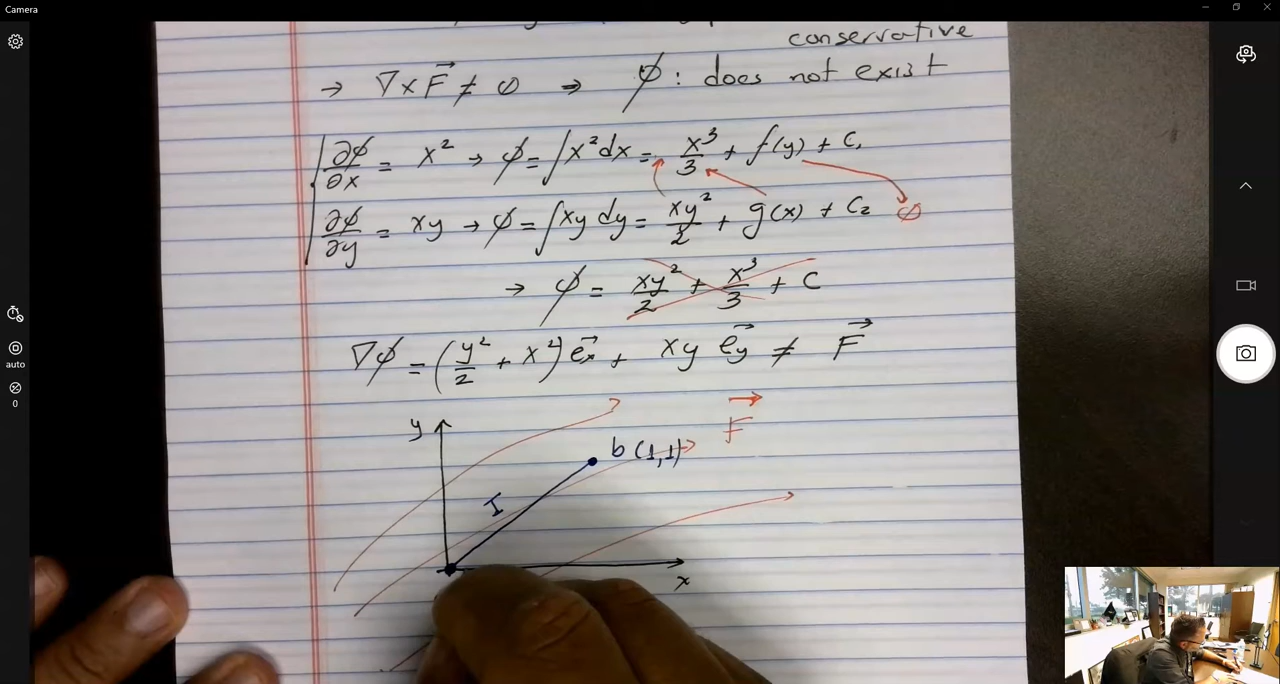 Camera
conservative
→ ∇×F⃗ ≠ 0 → φ: does not exist
∂φ/∂x = x² → φ = ∫x²dx = x³/3 + f(y) + C₁
∂φ/∂y = xy → φ = ∫xy dy = xy²/2 + g(x) + C₂ 0
→ φ = xy²/2 + x³/3 + C
∇φ = (y²/2 + x²) e⃗x + xy e⃗y ≠ F⃗
y
F⃗
b (1,1)
I
x
auto
0